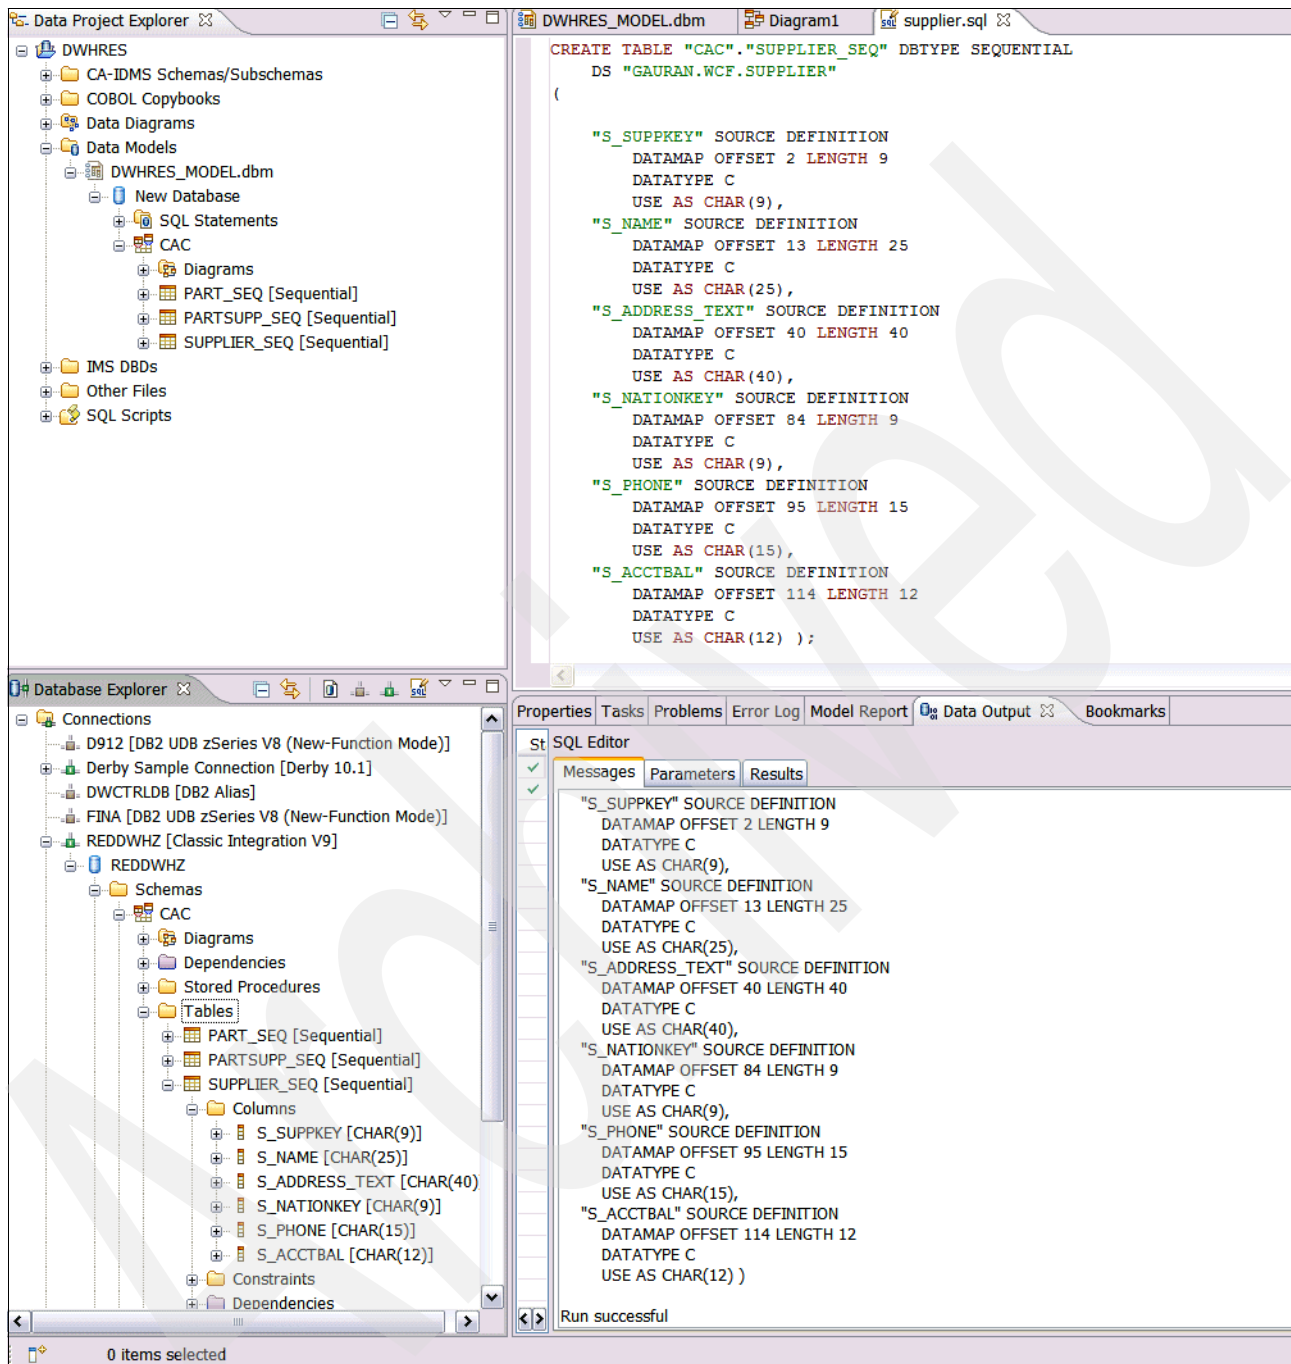 Data Project Explorer
DWHRES
CA-IDMS Schemas/Subschemas
COBOL Copybooks
Data Diagrams
Data Models
DWHRES_MODEL.dbm
New Database
SQL Statements
CAC
Diagrams
PART_SEQ [Sequential]
PARTSUPP_SEQ [Sequential]
SUPPLIER_SEQ [Sequential]
IMS DBDs
Other Files
SQL Scripts
DWHRES_MODEL.dbm Diagram1 supplier.sql
CREATE TABLE "CAC"."SUPPLIER_SEQ" DBTYPE SEQUENTIAL
DS "GAURAN.WCF.SUPPLIER"
(
"S_SUPPKEY" SOURCE DEFINITION
DATAMAP OFFSET 2 LENGTH 9
DATATYPE C
USE AS CHAR(9),
"S_NAME" SOURCE DEFINITION
DATAMAP OFFSET 13 LENGTH 25
DATATYPE C
USE AS CHAR(25),
"S_ADDRESS_TEXT" SOURCE DEFINITION
DATAMAP OFFSET 40 LENGTH 40
DATATYPE C
USE AS CHAR(40),
"S_NATIONKEY" SOURCE DEFINITION
DATAMAP OFFSET 84 LENGTH 9
DATATYPE C
USE AS CHAR(9),
"S_PHONE" SOURCE DEFINITION
DATAMAP OFFSET 95 LENGTH 15
DATATYPE C
USE AS CHAR(15),
"S_ACCTBAL" SOURCE DEFINITION
DATAMAP OFFSET 114 LENGTH 12
DATATYPE C
USE AS CHAR(12) );
Database Explorer
Connections
D912 [DB2 UDB zSeries V8 (New-Function Mode)]
Derby Sample Connection [Derby 10.1]
DWCTRLDB [DB2 Alias]
FINA [DB2 UDB zSeries V8 (New-Function Mode)]
REDDWHZ [Classic Integration V9]
REDDWHZ
Schemas
CAC
Diagrams
Dependencies
Stored Procedures
Tables
PART_SEQ [Sequential]
PARTSUPP_SEQ [Sequential]
SUPPLIER_SEQ [Sequential]
Columns
S_SUPPKEY [CHAR(9)]
S_NAME [CHAR(25)]
S_ADDRESS_TEXT [CHAR(40)
S_NATIONKEY [CHAR(9)]
S_PHONE [CHAR(15)]
S_ACCTBAL [CHAR(12)]
Constraints
Dependencies
Properties Tasks Problems Error Log Model Report Data Output Bookmarks
St SQL Editor
Messages Parameters Results
"S_SUPPKEY" SOURCE DEFINITION
DATAMAP OFFSET 2 LENGTH 9
DATATYPE C
USE AS CHAR(9),
"S_NAME" SOURCE DEFINITION
DATAMAP OFFSET 13 LENGTH 25
DATATYPE C
USE AS CHAR(25),
"S_ADDRESS_TEXT" SOURCE DEFINITION
DATAMAP OFFSET 40 LENGTH 40
DATATYPE C
USE AS CHAR(40),
"S_NATIONKEY" SOURCE DEFINITION
DATAMAP OFFSET 84 LENGTH 9
DATATYPE C
USE AS CHAR(9),
"S_PHONE" SOURCE DEFINITION
DATAMAP OFFSET 95 LENGTH 15
DATATYPE C
USE AS CHAR(15),
"S_ACCTBAL" SOURCE DEFINITION
DATAMAP OFFSET 114 LENGTH 12
DATATYPE C
USE AS CHAR(12) )
Run successful
0 items selected
Archived